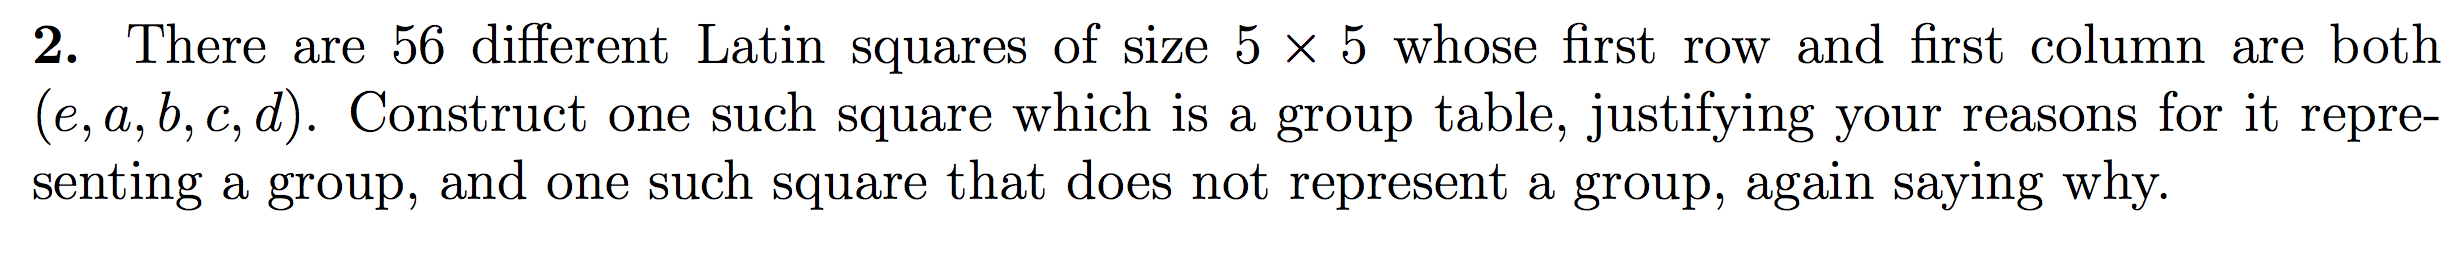 2. There are 56 different Latin squares of size 5 × 5 whose first row and first column are both
(e, a, b, c, d). Construct one such square which is a group table, justifying your reasons for it repre-
senting a group, and one such square that does not represent a group, again saying why.